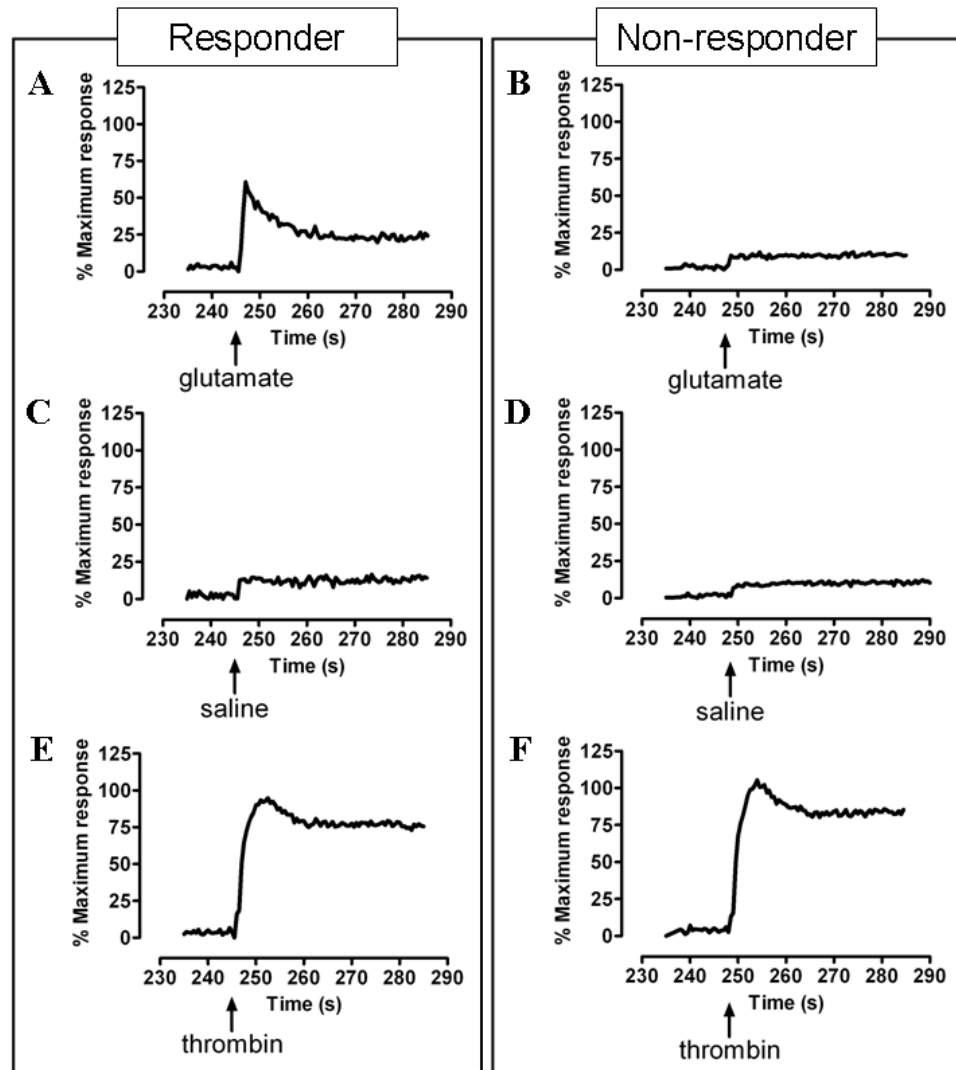 Responder
Non-responder
A
% Maximum response
125
100
75
50
25
0
230 240 250 260 270 280 290
Time (s)
glutamate
B
% Maximum response
125
100
75
50
25
0
230 240 250 260 270 280 290
Time (s)
glutamate
C
% Maximum response
125
100
75
50
25
0
230 240 250 260 270 280 290
Time (s)
saline
D
% Maximum response
125
100
75
50
25
0
230 240 250 260 270 280 290
Time (s)
saline
E
% Maximum response
125
100
75
50
25
0
230 240 250 260 270 280 290
Time (s)
thrombin
F
% Maximum response
125
100
75
50
25
0
230 240 250 260 270 280 290
Time (s)
thrombin